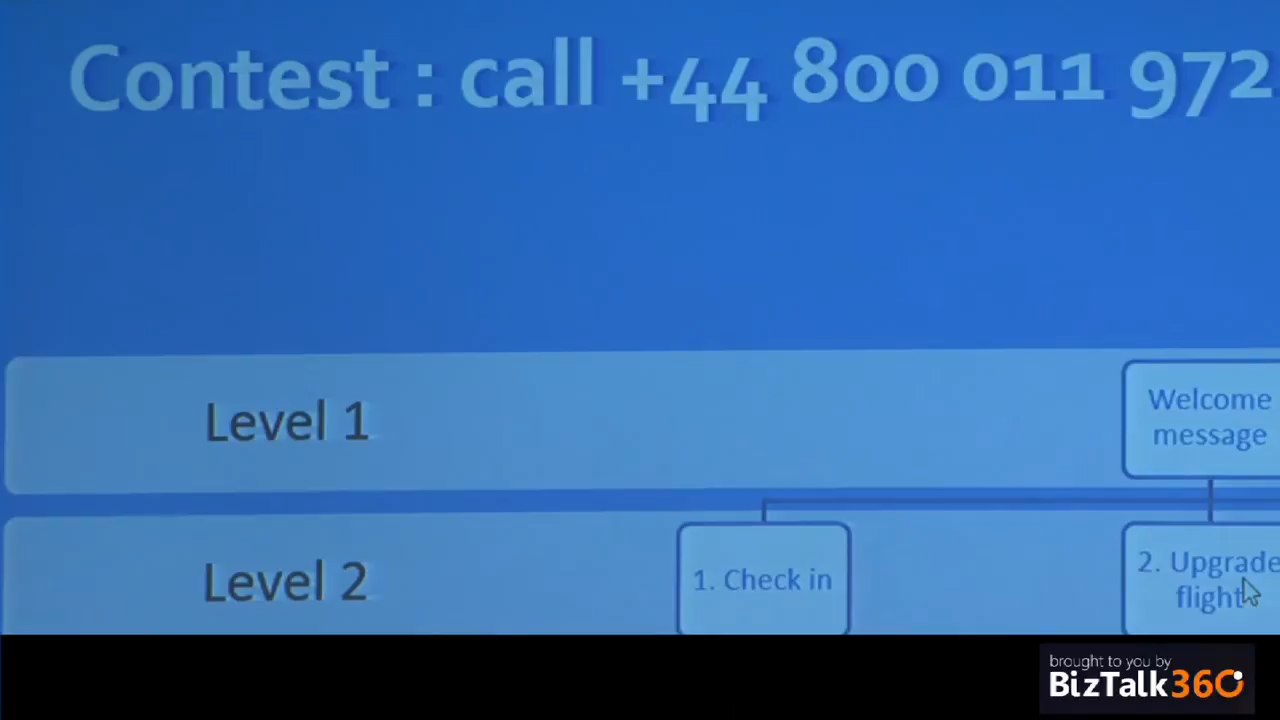 Contest : call +44 800 011 972
Level 1
Welcome
message
Level 2
1. Check in
2. Upgrade
flight
brought to you by
BizTalk360